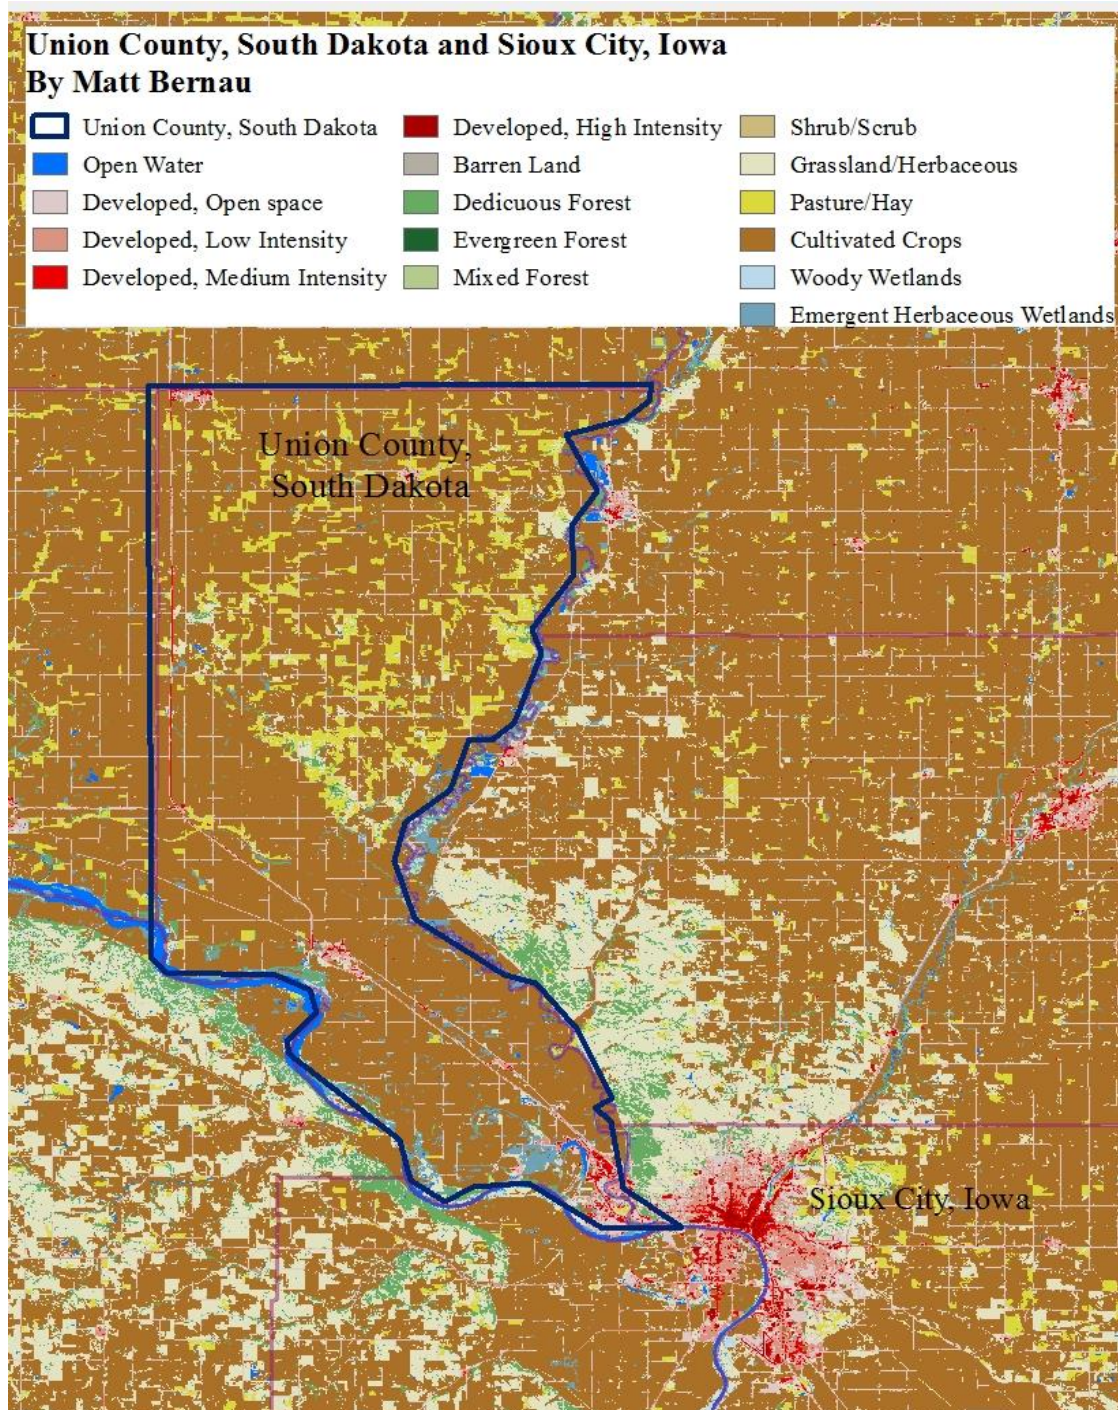 Union County, South Dakota and Sioux City, Iowa
By Matt Bernau
Union County, South Dakota
Open Water
Developed, Open space
Developed, Low Intensity
Developed, Medium Intensity
Developed, High Intensity
Barren Land
Dedicuous Forest
Evergreen Forest
Mixed Forest
Shrub/Scrub
Grassland/Herbaceous
Pasture/Hay
Cultivated Crops
Woody Wetlands
Emergent Herbaceous Wetlands
Union County,
South Dakota
Sioux City, Iowa